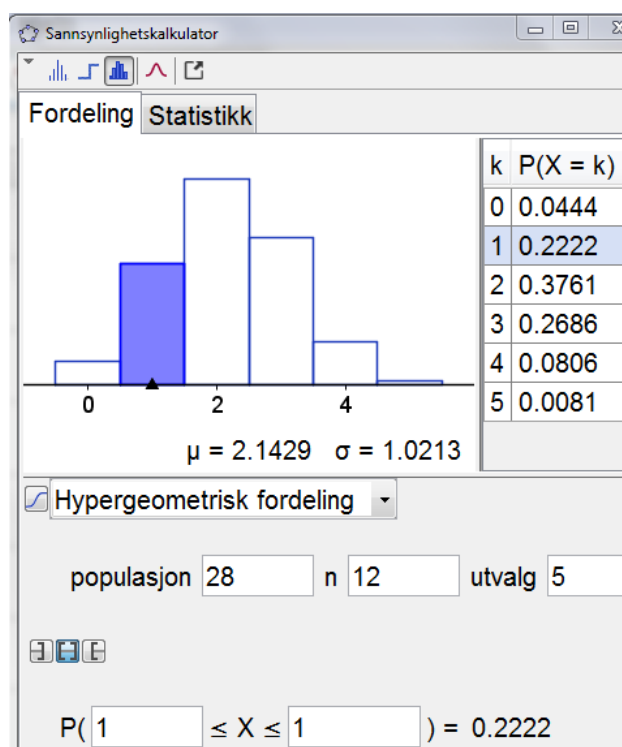 Sannsynlighetskalkulator
Fordeling Statistikk
k P(X = k)
0 0.0444
1 0.2222
2 0.3761
3 0.2686
4 0.0806
5 0.0081
0 2 4
μ = 2.1429 σ = 1.0213
Hypergeometrisk fordeling
populasjon 28 n 12 utvalg 5
P( 1 ≤ X ≤ 1 ) = 0.2222